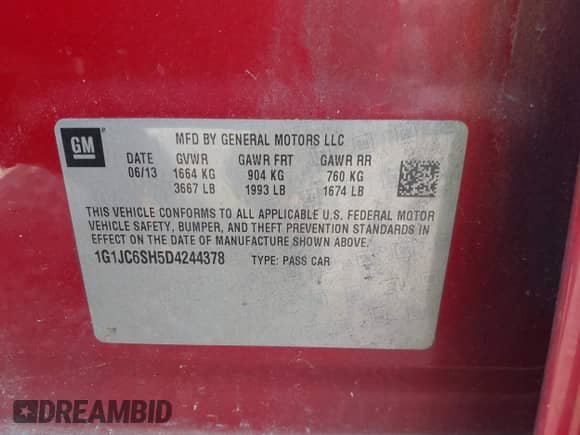 GM
MFD BY GENERAL MOTORS LLC
DATE GVWR GAWR FRT GAWR RR
06/13 1664 KG 904 KG 760 KG
3667 LB 1993 LB 1674 LB
THIS VEHICLE CONFORMS TO ALL APPLICABLE U.S. FEDERAL MOTOR
VEHICLE SAFETY, BUMPER, AND THEFT PREVENTION STANDARDS IN
EFFECT ON THE DATE OF MANUFACTURE SHOWN ABOVE.
1G1JC6SH5D4244378 TYPE: PASS CAR
DREAMBID